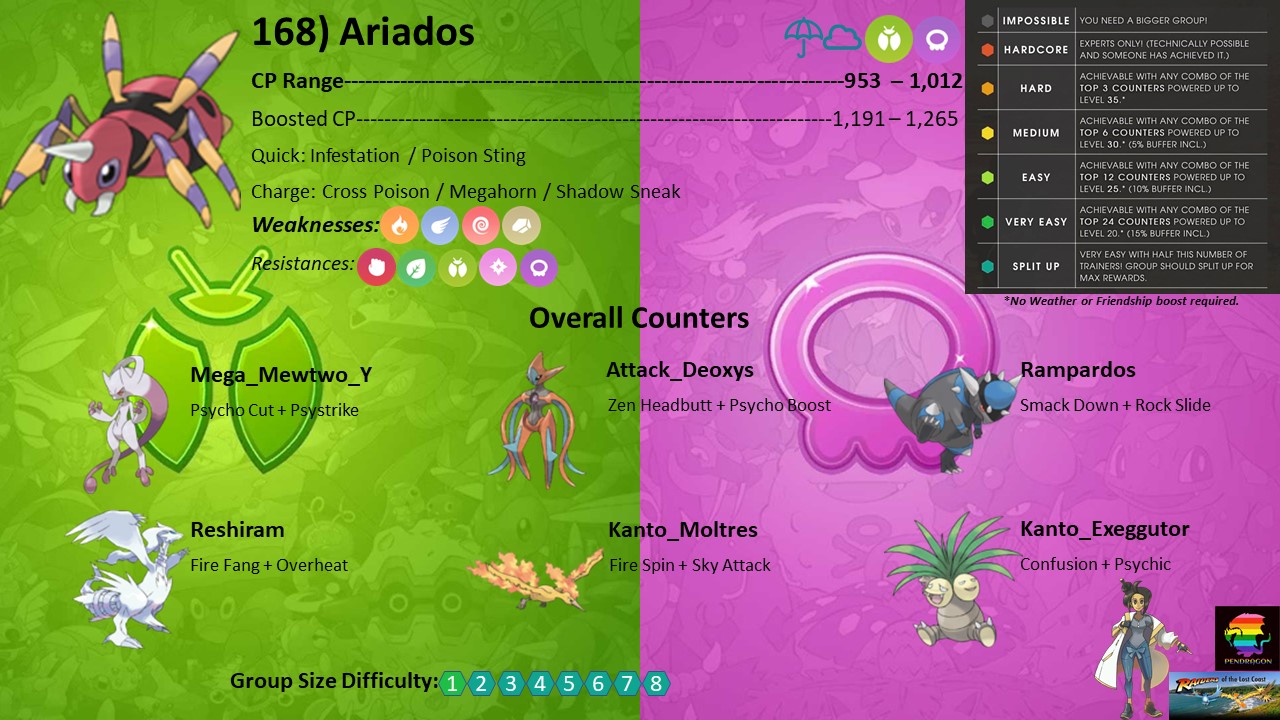 168) Ariados
CP Range------------------------------------------------------------------------953 – 1,012
Boosted CP--------------------------------------------------------------------1,191 – 1,265
Quick: Infestation / Poison Sting
Charge: Cross Poison / Megahorn / Shadow Sneak
Weaknesses:
Resistances:
IMPOSSIBLE YOU NEED A BIGGER GROUP!
HARDCORE EXPERTS ONLY! (TECHNICALLY POSSIBLE
AND SOMEONE HAS ACHIEVED IT.)
HARD ACHIEVABLE WITH ANY COMBO OF THE
TOP 3 COUNTERS POWERED UP TO
LEVEL 35.*
MEDIUM ACHIEVABLE WITH ANY COMBO OF THE
TOP 6 COUNTERS POWERED UP TO
LEVEL 30.* (5% BUFFER INCL.)
EASY ACHIEVABLE WITH ANY COMBO OF THE
TOP 12 COUNTERS POWERED UP TO
LEVEL 25.* (10% BUFFER INCL.)
VERY EASY ACHIEVABLE WITH ANY COMBO OF THE
TOP 24 COUNTERS POWERED UP TO
LEVEL 20.* (15% BUFFER INCL.)
SPLIT UP VERY EASY WITH HALF THIS NUMBER OF
TRAINERS! GROUP SHOULD SPLIT UP FOR
MAX REWARDS.
*No Weather or Friendship boost required.
Overall Counters
Mega_Mewtwo_Y
Psycho Cut + Psystrike
Attack_Deoxys
Zen Headbutt + Psycho Boost
Rampardos
Smack Down + Rock Slide
Reshiram
Fire Fang + Overheat
Kanto_Moltres
Fire Spin + Sky Attack
Kanto_Exeggutor
Confusion + Psychic
Group Size Difficulty: 1 2 3 4 5 6 7 8
PENDRAGON
RAIDERS of the Lost Coast